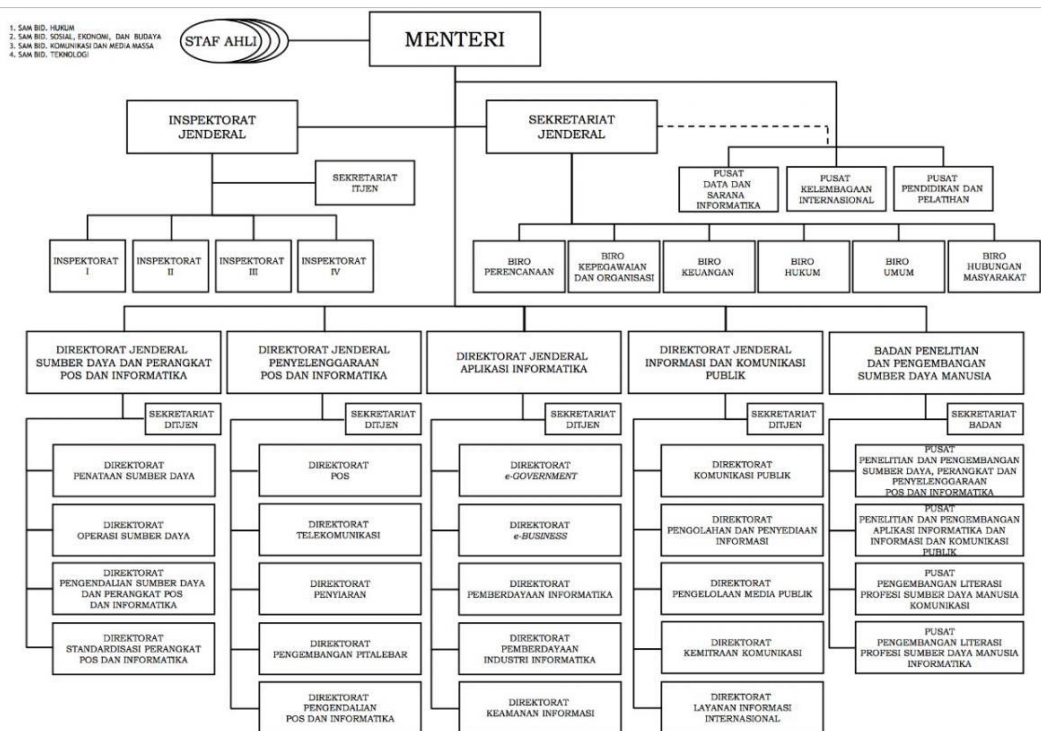 1. SAM BID. HUKUM
2. SAM BID. SOSIAL, EKONOMI, DAN BUDAYA
3. SAM BID. KOMUNIKASI DAN MEDIA MASSA
4. SAM BID. TEKNOLOGI
STAF AHLI
MENTERI
INSPEKTORAT
JENDERAL
SEKRETARIAT
JENDERAL
SEKRETARIAT
ITJEN
PUSAT
DATA DAN
SARANA
INFORMATIKA
PUSAT
KELEMBAGAAN
INTERNASIONAL
PUSAT
PENDIDIKAN DAN
PELATIHAN
INSPEKTORAT
I
INSPEKTORAT
II
INSPEKTORAT
III
INSPEKTORAT
IV
BIRO
PERENCANAAN
BIRO
KEPEGAWAIAN
DAN ORGANISASI
BIRO
KEUANGAN
BIRO
HUKUM
BIRO
UMUM
BIRO
HUBUNGAN
MASYARAKAT
DIREKTORAT JENDERAL
SUMBER DAYA DAN PERANGKAT
POS DAN INFORMATIKA
DIREKTORAT JENDERAL
PENYELENGGARAAN
POS DAN INFORMATIKA
DIREKTORAT JENDERAL
APLIKASI INFORMATIKA
DIREKTORAT JENDERAL
INFORMASI DAN KOMUNIKASI
PUBLIK
BADAN PENELITIAN
DAN PENGEMBANGAN
SUMBER DAYA MANUSIA
SEKRETARIAT
DITJEN
SEKRETARIAT
DITJEN
SEKRETARIAT
DITJEN
SEKRETARIAT
DITJEN
SEKRETARIAT
BADAN
DIREKTORAT
PENATAAN SUMBER DAYA
DIREKTORAT
POS
DIREKTORAT
e-GOVERNMENT
DIREKTORAT
KOMUNIKASI PUBLIK
PUSAT
PENELITIAN DAN PENGEMBANGAN
SUMBER DAYA, PERANGKAT DAN
PENYELENGGARAAN
POS DAN INFORMATIKA
DIREKTORAT
OPERASI SUMBER DAYA
DIREKTORAT
TELEKOMUNIKASI
DIREKTORAT
e-BUSINESS
DIREKTORAT
PENGOLAHAN DAN PENYEDIAAN
INFORMASI
PUSAT
PENELITIAN DAN PENGEMBANGAN
APLIKASI INFORMATIKA DAN
INFORMASI DAN KOMUNIKASI
PUBLIK
DIREKTORAT
PENGENDALIAN SUMBER DAYA
DAN PERANGKAT POS
DAN INFORMATIKA
DIREKTORAT
PENYIARAN
DIREKTORAT
PEMBERDAYAAN INFORMATIKA
DIREKTORAT
PENGELOLAAN MEDIA PUBLIK
PUSAT
PENGEMBANGAN LITERASI
PROFESI SUMBER DAYA MANUSIA
KOMUNIKASI
DIREKTORAT
STANDARDISASI PERANGKAT
POS DAN INFORMATIKA
DIREKTORAT
PENGEMBANGAN PITALEBAR
DIREKTORAT
PEMBERDAYAAN
INDUSTRI INFORMATIKA
DIREKTORAT
KEMITRAAN KOMUNIKASI
PUSAT
PENGEMBANGAN LITERASI
PROFESI SUMBER DAYA MANUSIA
INFORMATIKA
DIREKTORAT
PENGENDALIAN
POS DAN INFORMATIKA
DIREKTORAT
KEAMANAN INFORMASI
DIREKTORAT
LAYANAN INFORMASI
INTERNASIONAL